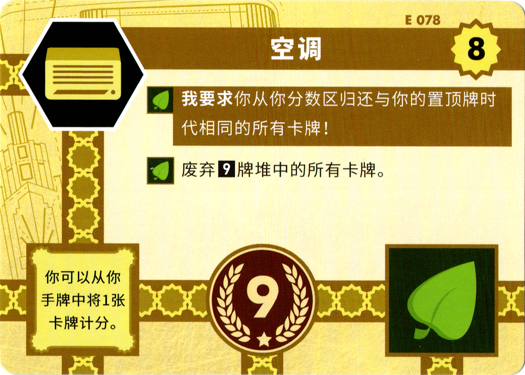 E 078
空调
8
我要求你从你分数区归还与你的置顶牌时
代相同的所有卡牌！
废弃9牌堆中的所有卡牌。
你可以从你
手牌中将1张
卡牌计分。
9